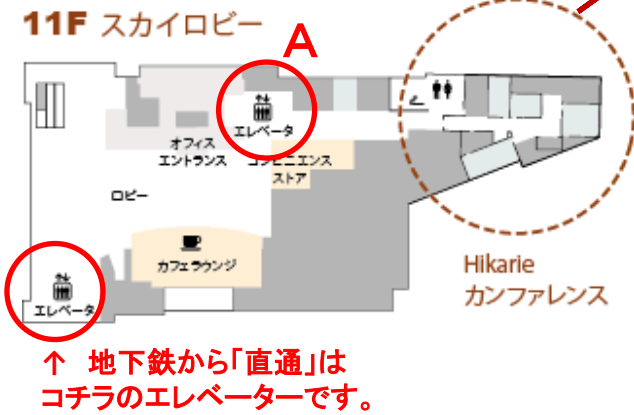 11F スカイロビー
A
エレベータ
オフィス
エントランス
コンビニエンス
ストア
ロビー
カフェラウンジ
エレベータ
Hikarie
カンファレンス
↑ 地下鉄から「直通」は
コチラのエレベーターです。